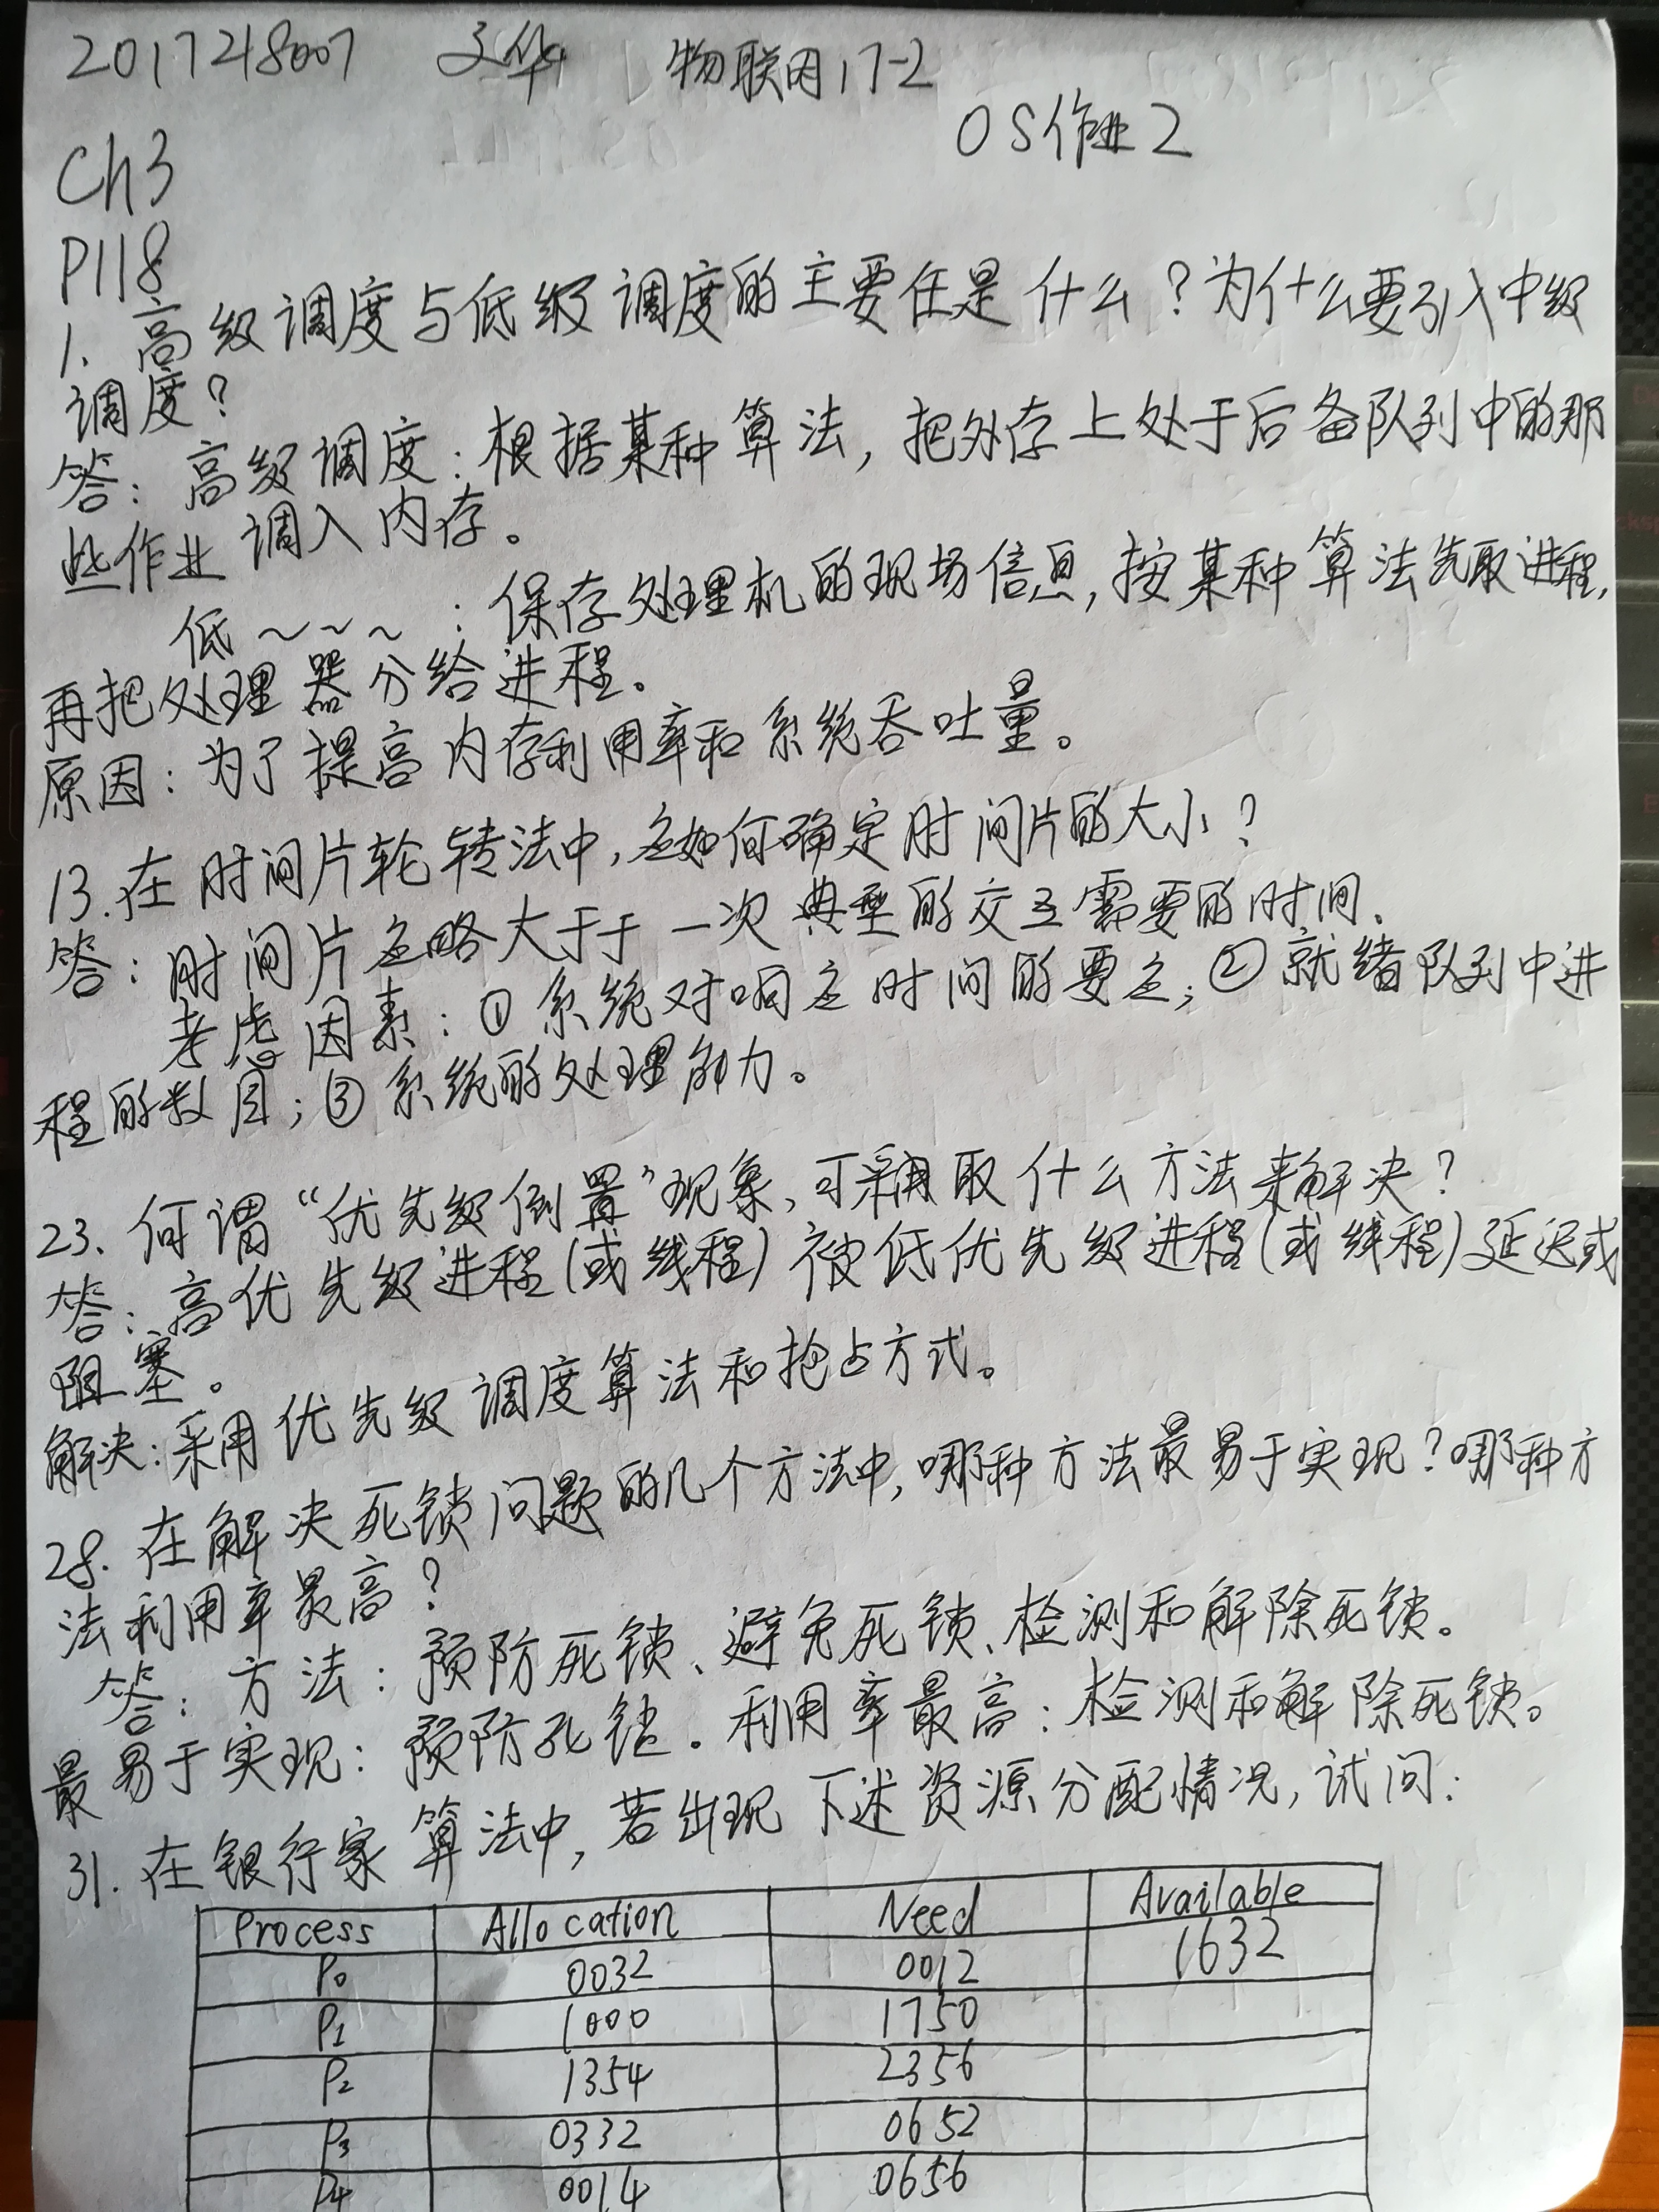 20172148007 文华 物联网17-2
OS作业2
Ch3
P118
1. 高级调度与低级调度的主要任是什么？为什么要引入中级
调度？
答：高级调度：根据某种算法，把外存上处于后备队列中的那
些作业调入内存。
低～～～：保存处理机的现场信息，按某种算法先取进程，
再把处理器分给进程。
原因：为了提高内存利用率和系统吞吐量。
13.在时间片轮转法中，应如何确定时间片的大小？
答：时间片应略大于于一次典型的交互需要的时间.
考虑因素：①系统对响应时间的要应；②就绪队列中进
程的数目；③系统的处理能力。
23. 何谓“优先级倒置”现象，可采取什么方法来解决？
答：高优先级进程(或线程)被低优先级进程(或线程)延迟或
阻塞。
解决：采用优先级调度算法和抢占方式。
28. 在解决死锁问题的几个方法中，哪种方法最易于实现？哪种方
法利用率最高？
答：方法：预防死锁、避免死锁、检测和解除死锁。
最易于实现：预防死锁。利用率最高：检测和解除死锁。
31. 在银行家算法中，若出现下述资源分配情况，试问：
Process Allocation Need Available
P0 0032 0012 1632
P1 1000 1750
P2 1354 2356
P3 0332 0652
P4 0014 0656